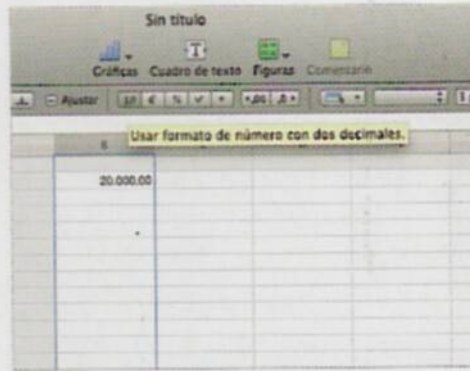 Sin título
Gráficas Cuadro de texto Figuras Comentario
Ajustar
Usar formato de número con dos decimales.
20.000.00